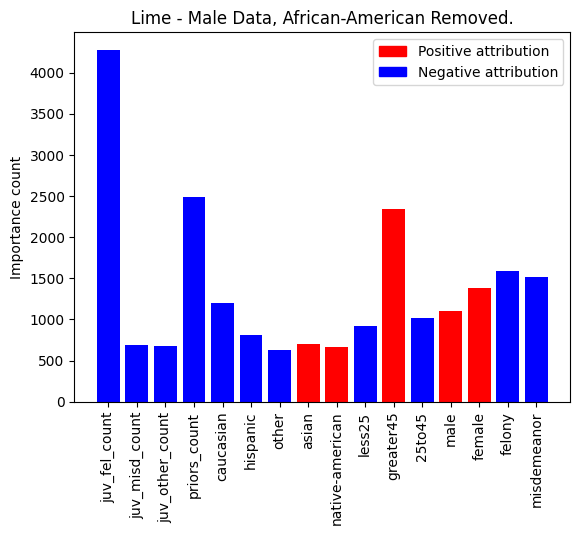 Lime - Male Data, African-American Removed.
Positive attribution
Negative attribution
Importance count
4000
3500
3000
2500
2000
1500
1000
500
0
juv_fel_count
juv_misd_count
juv_other_count
priors_count
caucasian
hispanic
other
asian
native-american
less25
greater45
25to45
male
female
felony
misdemeanor